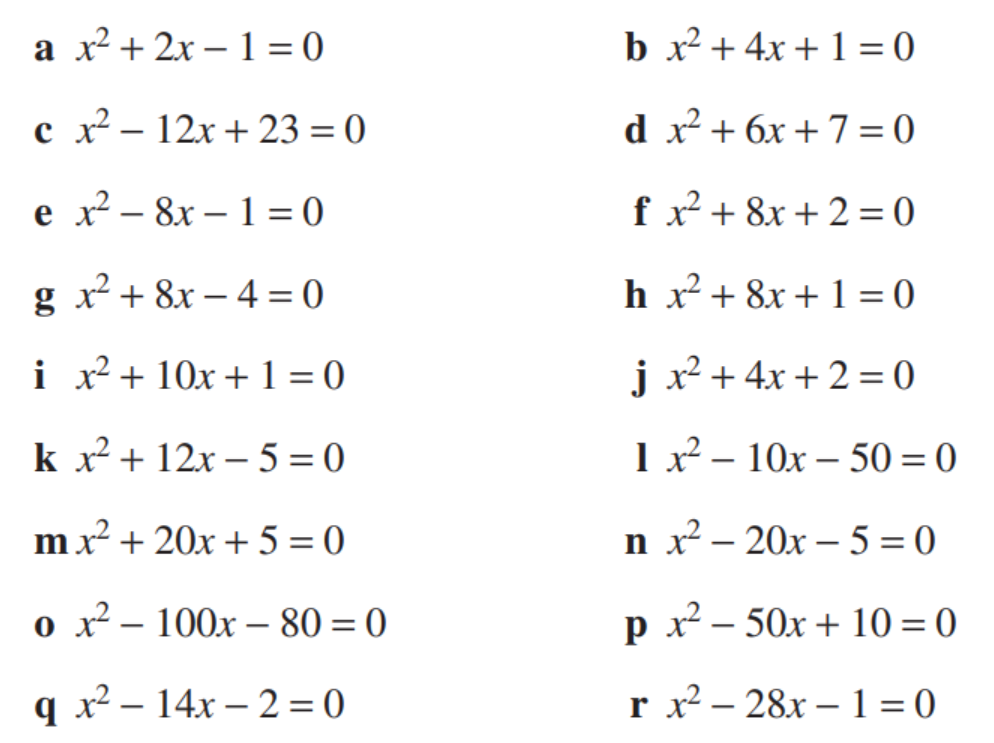 a x² + 2x – 1 = 0 b x² + 4x + 1 = 0
c x² – 12x + 23 = 0 d x² + 6x + 7 = 0
e x² – 8x – 1 = 0 f x² + 8x + 2 = 0
g x² + 8x – 4 = 0 h x² + 8x + 1 = 0
i x² + 10x + 1 = 0 j x² + 4x + 2 = 0
k x² + 12x – 5 = 0 l x² – 10x – 50 = 0
m x² + 20x + 5 = 0 n x² – 20x – 5 = 0
o x² – 100x – 80 = 0 p x² – 50x + 10 = 0
q x² – 14x – 2 = 0 r x² – 28x – 1 = 0